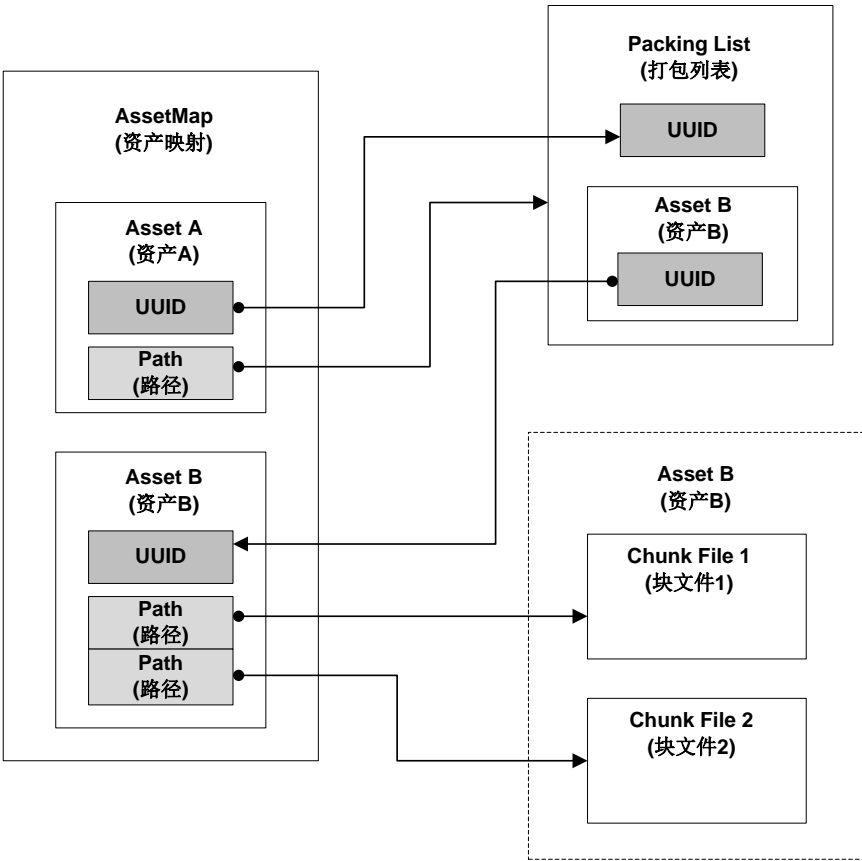 AssetMap
(资产映射)
Asset A
(资产A)
UUID
Path
(路径)
Asset B
(资产B)
UUID
Path
(路径)
Path
(路径)
Packing List
(打包列表)
UUID
Asset B
(资产B)
UUID
Asset B
(资产B)
Chunk File 1
(块文件1)
Chunk File 2
(块文件2)